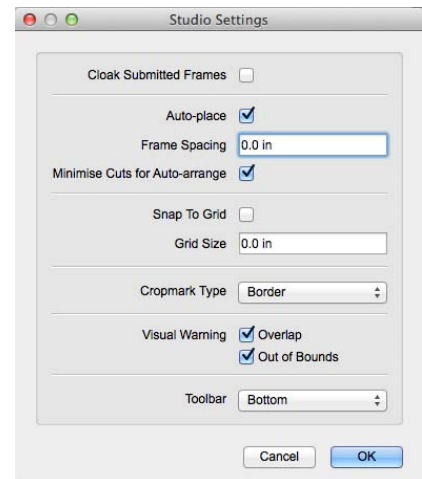 Studio Settings
Cloak Submitted Frames
Auto-place
Frame Spacing 0.0 in
Minimise Cuts for Auto-arrange
Snap To Grid
Grid Size 0.0 in
Cropmark Type Border
Visual Warning Overlap
Out of Bounds
Toolbar Bottom
Cancel OK